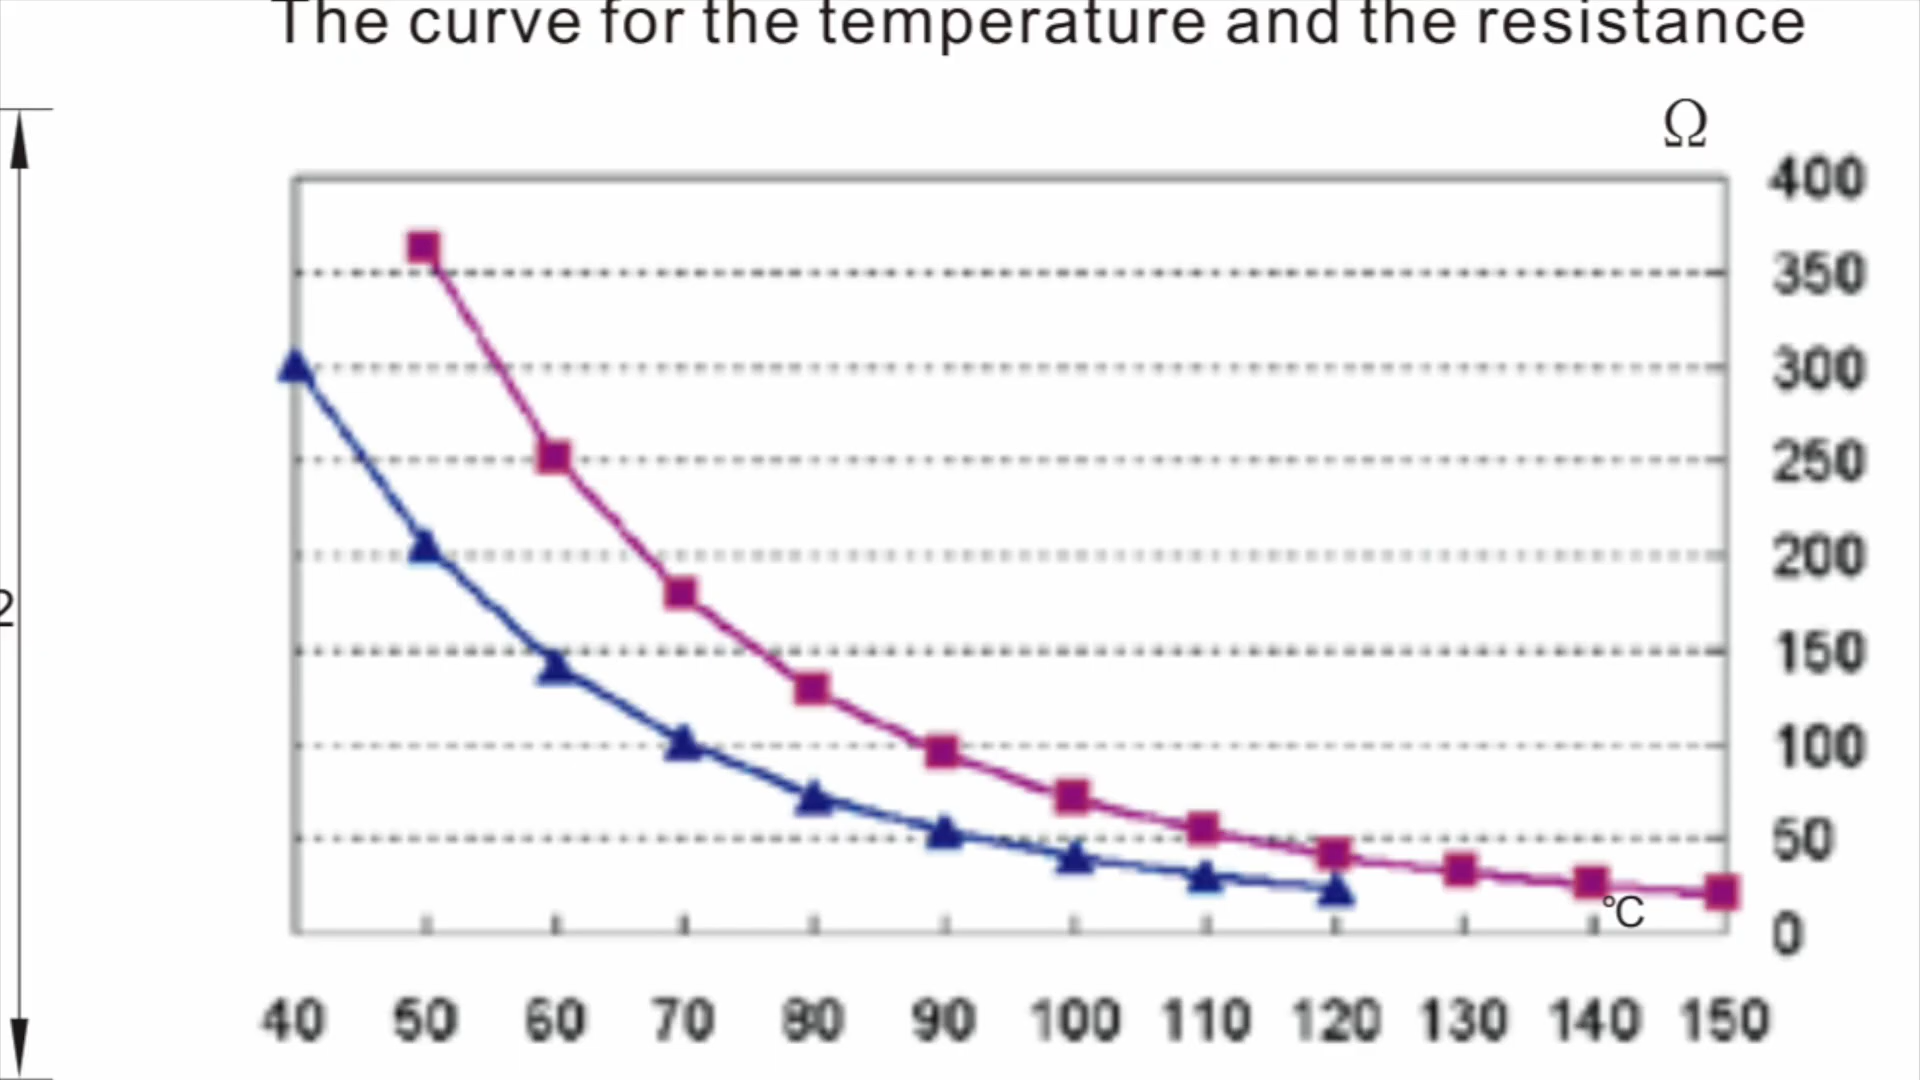 The curve for the temperature and the resistance
Ω
400
350
300
250
200
2
150
100
50
°C
0
40 50 60 70 80 90 100 110 120 130 140 150